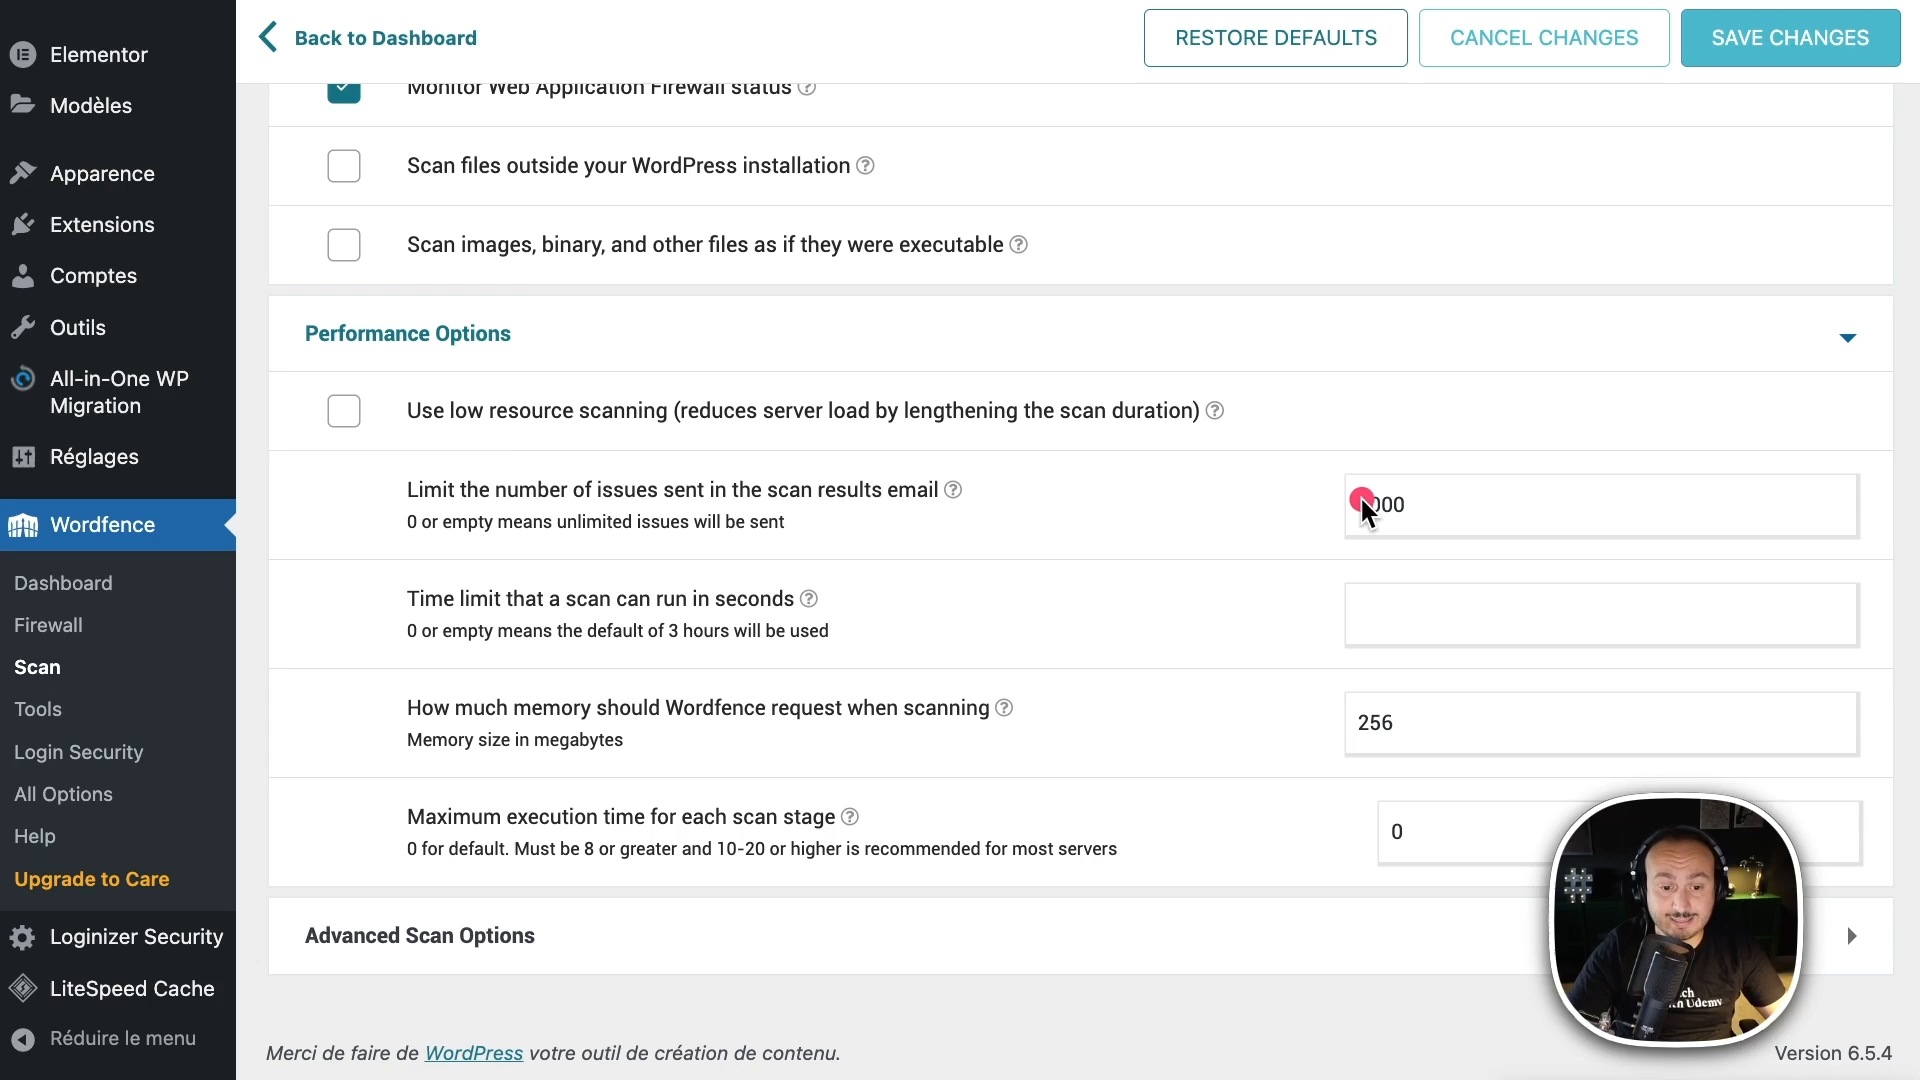 Elementor
Modèles
Apparence
Extensions
Comptes
Outils
All-in-One WP
Migration
Réglages
Wordfence
Dashboard
Firewall
Scan
Tools
Login Security
All Options
Help
Upgrade to Care
Loginizer Security
LiteSpeed Cache
Réduire le menu
Back to Dashboard
RESTORE DEFAULTS
CANCEL CHANGES
SAVE CHANGES
Monitor Web Application Firewall status
Scan files outside your WordPress installation
Scan images, binary, and other files as if they were executable
Performance Options
Use low resource scanning (reduces server load by lengthening the scan duration)
Limit the number of issues sent in the scan results email
0 or empty means unlimited issues will be sent
Time limit that a scan can run in seconds
0 or empty means the default of 3 hours will be used
How much memory should Wordfence request when scanning
Memory size in megabytes
256
Maximum execution time for each scan stage
0 for default. Must be 8 or greater and 10-20 or higher is recommended for most servers
0
Advanced Scan Options
Udemy
Merci de faire de WordPress votre outil de création de contenu.
Version 6.5.4